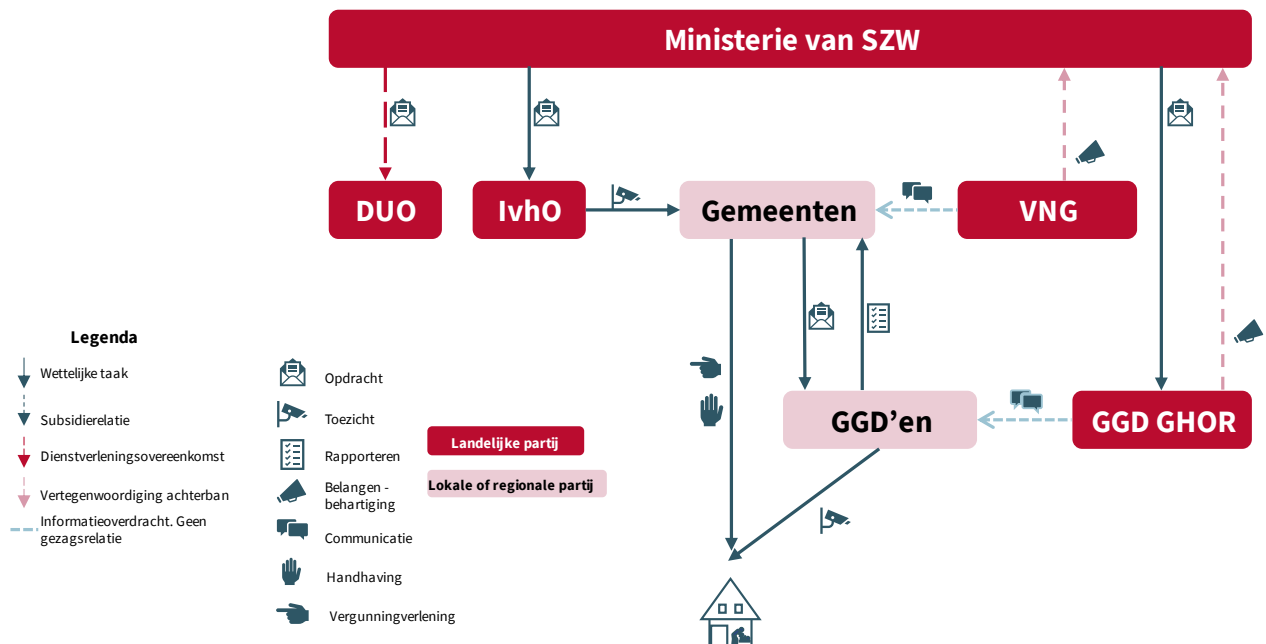 Ministerie van SZW
DUO
IvhO
Gemeenten
VNG
GGD’en
GGD GHOR
Legenda
Wettelijke taak
Subsidierelatie
Dienstverleningsovereenkomst
Vertegenwoordiging achterban
Informatieoverdracht. Geen
gezagsrelatie
Opdracht
Toezicht
Rapporteren
Belangen -
behartiging
Communicatie
Handhaving
Vergunningverlening
Landelijke partij
Lokale of regionale partij